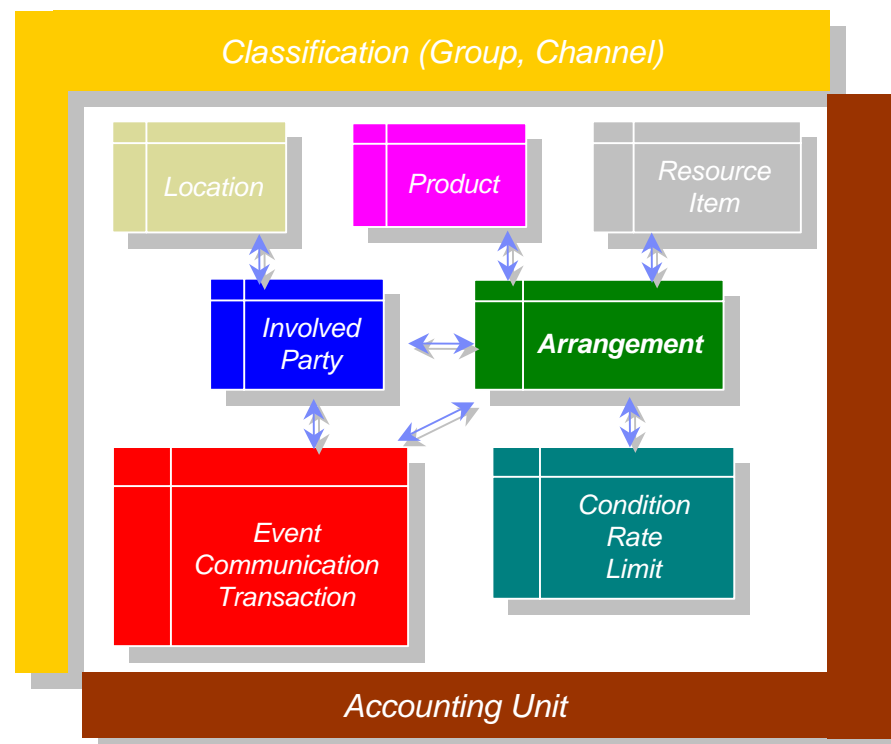 Classification (Group, Channel)
Location
Product
Resource
Item
Involved
Party
Arrangement
Event
Communication
Transaction
Condition
Rate
Limit
Accounting Unit